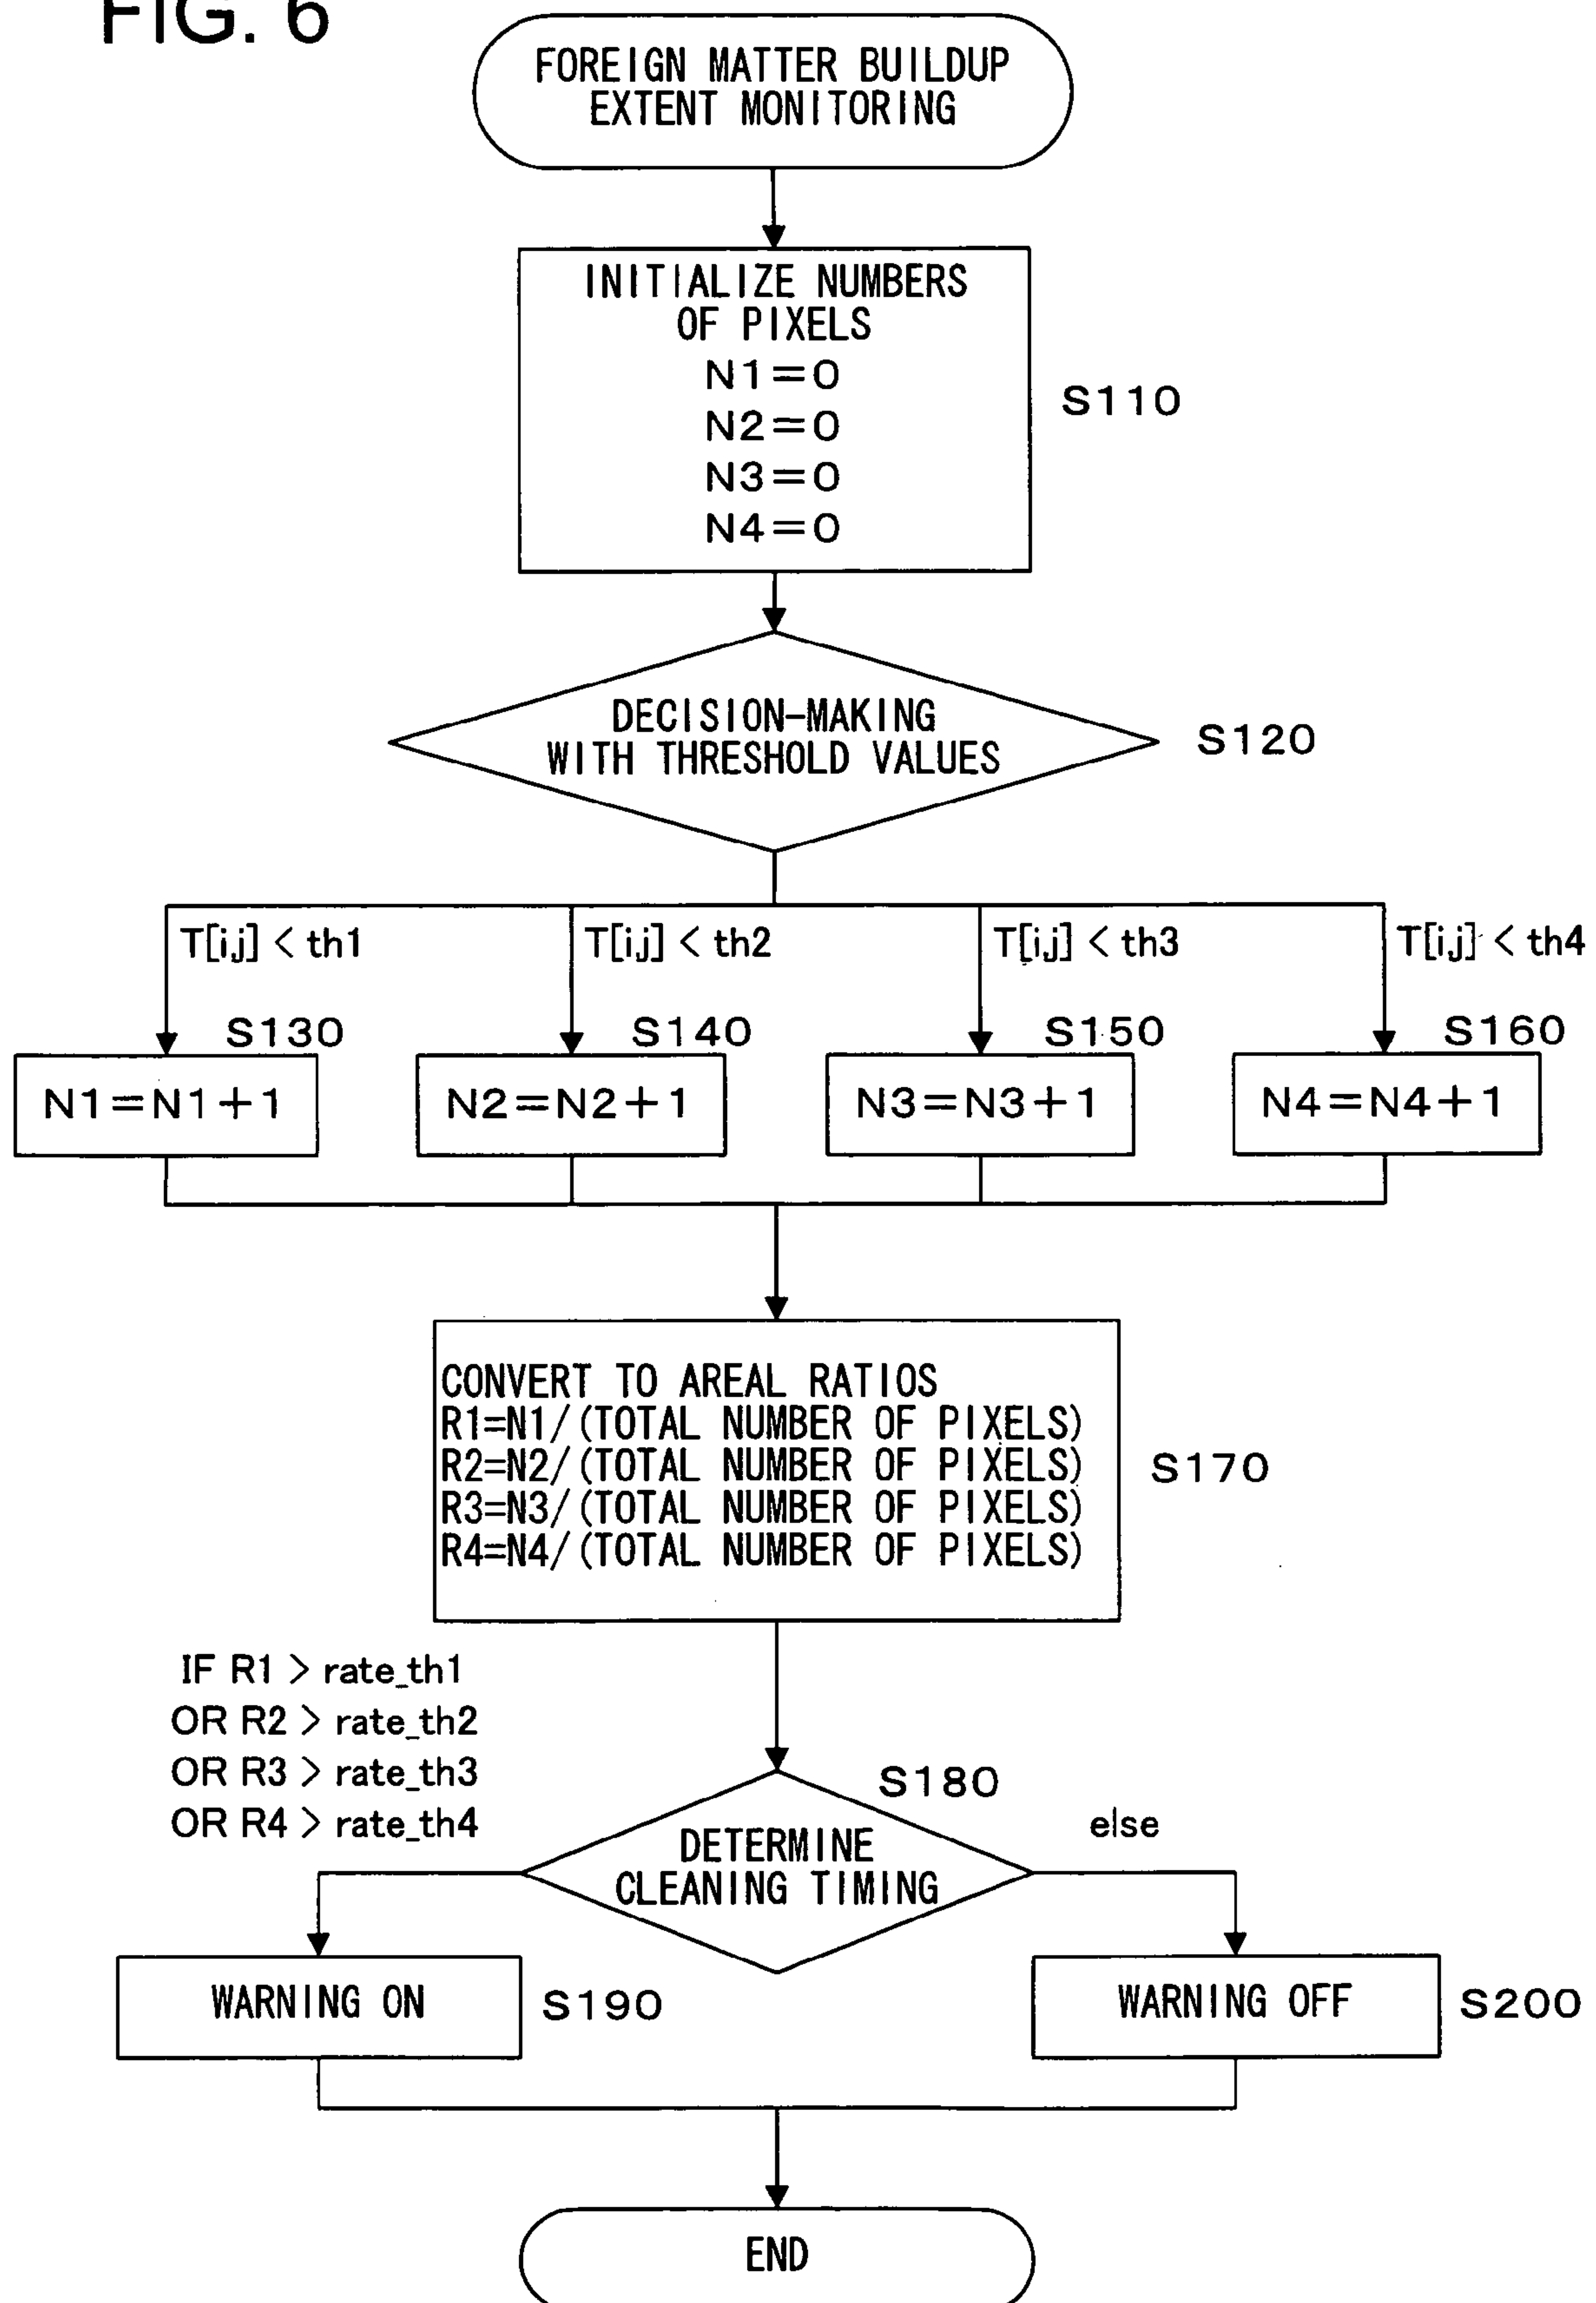 FIG. 6
FOREIGN MATTER BUILDUP
EXTENT MONITORING
INITIALIZE NUMBERS
OF PIXELS
N1=0
N2=0
N3=0
N4=0
S110
DECISION-MAKING
WITH THRESHOLD VALUES
S120
T[i,j] < th1
T[i,j] < th2
T[i,j] < th3
T[i,j] < th4
S130
S140
S150
S160
N1=N1+1
N2=N2+1
N3=N3+1
N4=N4+1
CONVERT TO AREAL RATIOS
R1=N1/(TOTAL NUMBER OF PIXELS)
R2=N2/(TOTAL NUMBER OF PIXELS)
R3=N3/(TOTAL NUMBER OF PIXELS)
R4=N4/(TOTAL NUMBER OF PIXELS)
S170
IF R1 > rate_th1
OR R2 > rate_th2
OR R3 > rate_th3
OR R4 > rate_th4
S180
else
DETERMINE
CLEANING TIMING
WARNING ON
S190
WARNING OFF
S200
END